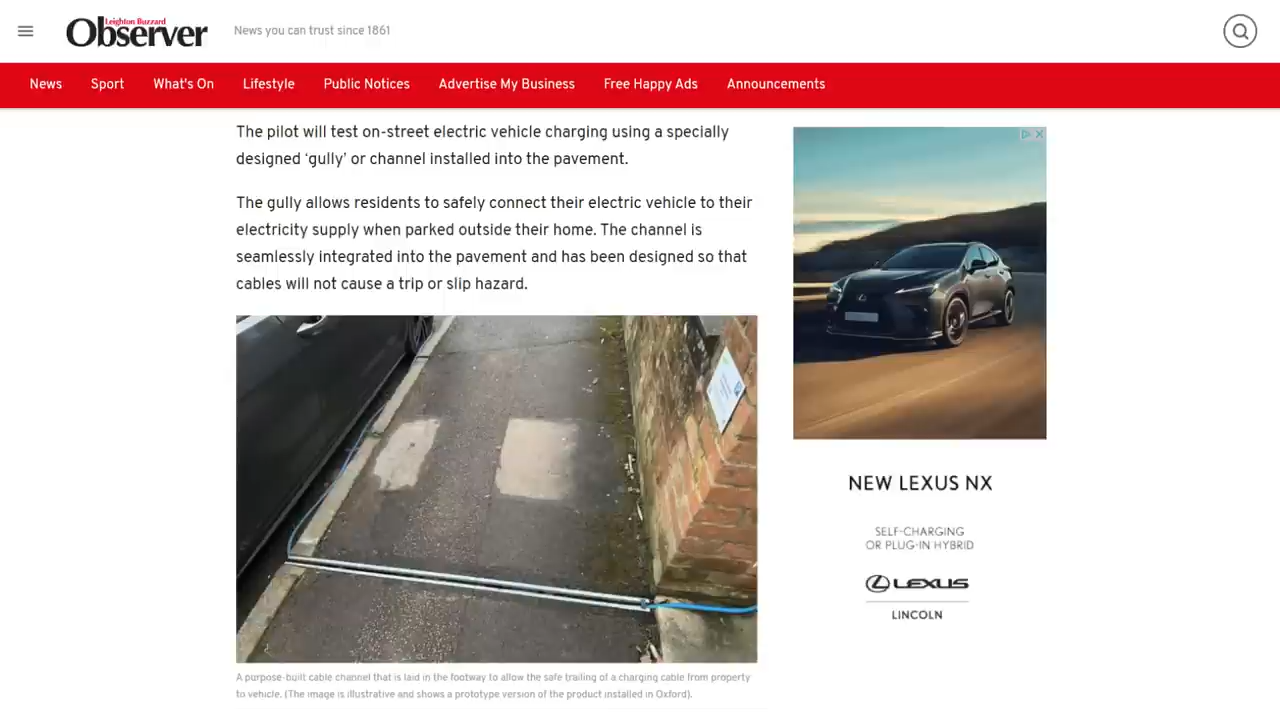 Leighton Buzzard
Observer
News you can trust since 1861
News Sport What's On Lifestyle Public Notices Advertise My Business Free Happy Ads Announcements
The pilot will test on-street electric vehicle charging using a specially
designed ‘gully’ or channel installed into the pavement.
The gully allows residents to safely connect their electric vehicle to their
electricity supply when parked outside their home. The channel is
seamlessly integrated into the pavement and has been designed so that
cables will not cause a trip or slip hazard.
A purpose-built cable channel that is laid in the footway to allow the safe trailing of a charging cable from property
to vehicle. (The image is illustrative and shows a prototype version of the product installed in Oxford).
NEW LEXUS NX
SELF-CHARGING
OR PLUG-IN HYBRID
LEXUS
LINCOLN